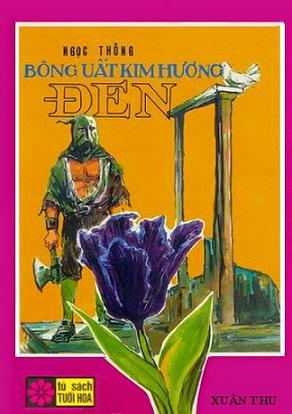 NGỌC THÔNG
BÔNG UẤT KIM HƯƠNG
ĐEN
tủ sách
TUỔI HOA
XUÂN THU